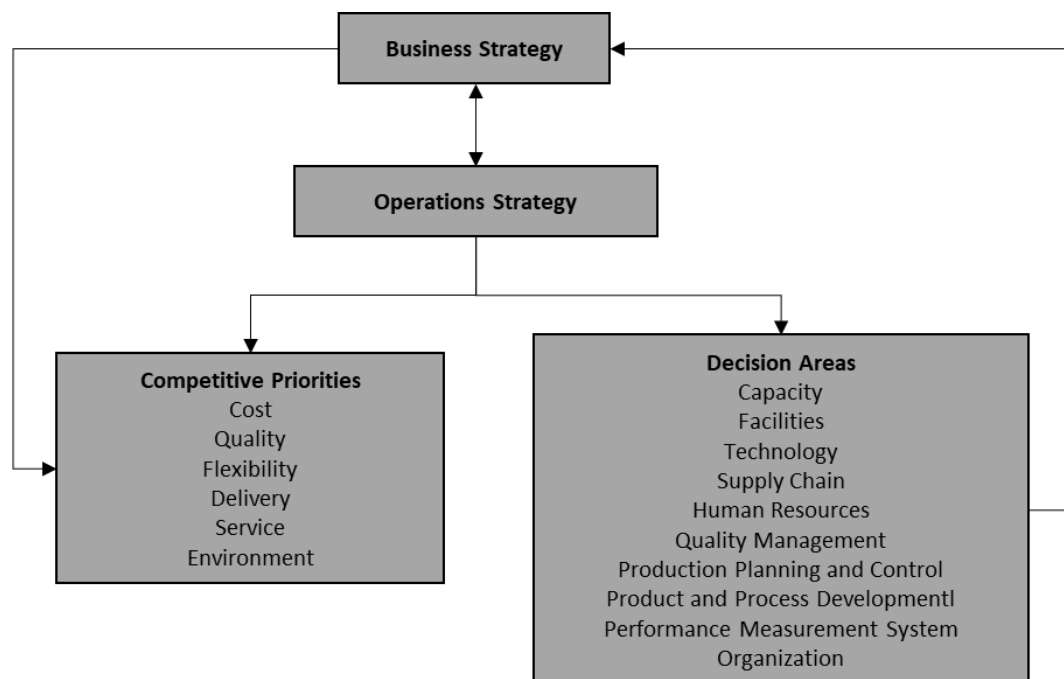 Business Strategy
Operations Strategy
Competitive Priorities
Cost
Quality
Flexibility
Delivery
Service
Environment
Decision Areas
Capacity
Facilities
Technology
Supply Chain
Human Resources
Quality Management
Production Planning and Control
Product and Process Developmentl
Performance Measurement System
Organization